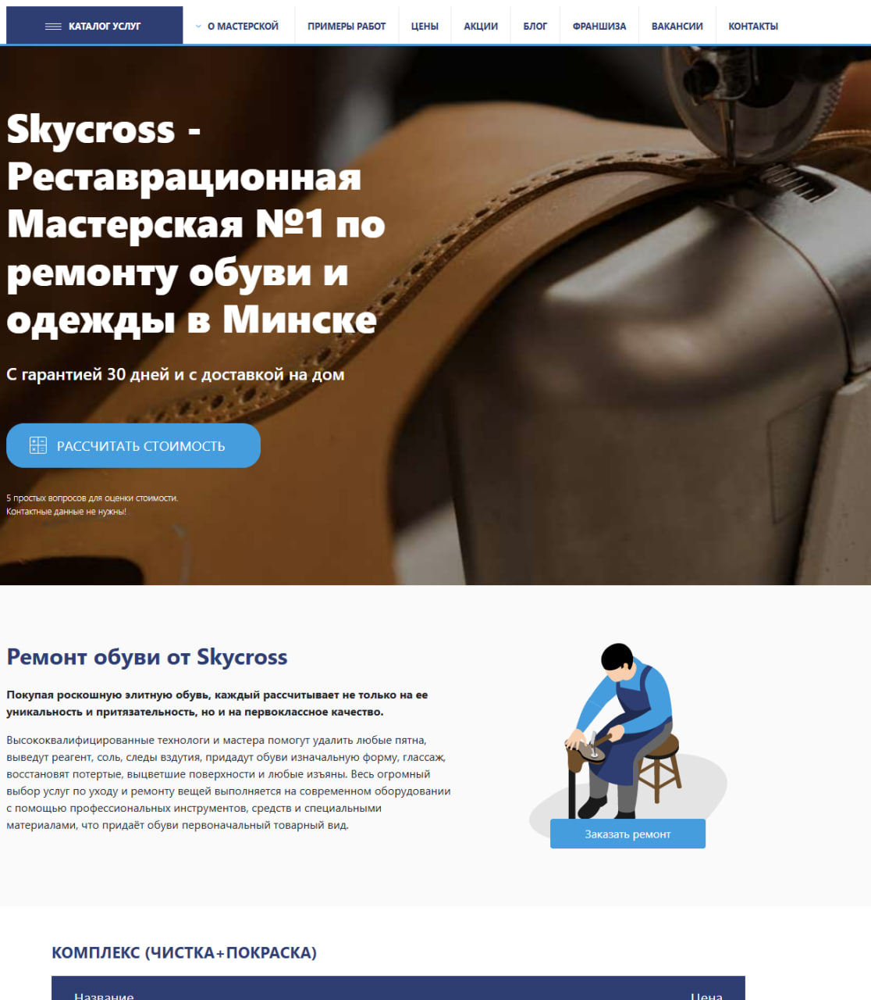 КАТАЛОГ УСЛУГ
О МАСТЕРСКОЙ
ПРИМЕРЫ РАБОТ
ЦЕНЫ
АКЦИИ
БЛОГ
ФРАНШИЗА
ВАКАНСИИ
КОНТАКТЫ
Skycross -
Реставрационная
Мастерская №1 по
ремонту обуви и
одежды в Минске
С гарантией 30 дней и с доставкой на дом
РАССЧИТАТЬ СТОИМОСТЬ
5 простых вопросов для оценки стоимости.
Контактные данные не нужны!
Ремонт обуви от Skycross
Покупая роскошную элитную обувь, каждый рассчитывает не только на ее
уникальность и притязательность, но и на первоклассное качество.
Высококвалифицированные технологи и мастера помогут удалить любые пятна,
выведут реагент, соль, следы вздутия, придадут обуви изначальную форму, глассаж,
восстановят потертые, выцветшие поверхности и любые изъяны. Весь огромный
выбор услуг по уходу и ремонту вещей выполняется на современном оборудовании
с помощью профессиональных инструментов, средств и специальными
материалами, что придаёт обуви первоначальный товарный вид.
Заказать ремонт
КОМПЛЕКС (ЧИСТКА+ПОКРАСКА)
Название
Цена